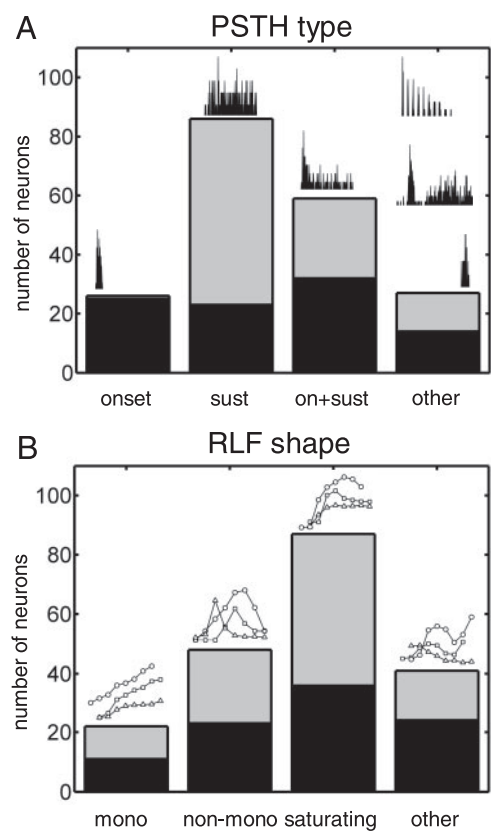 A
PSTH type
number of neurons
100
80
60
40
20
0
onset sust on+sust other
B
RLF shape
number of neurons
100
80
60
40
20
0
mono non-mono saturating other